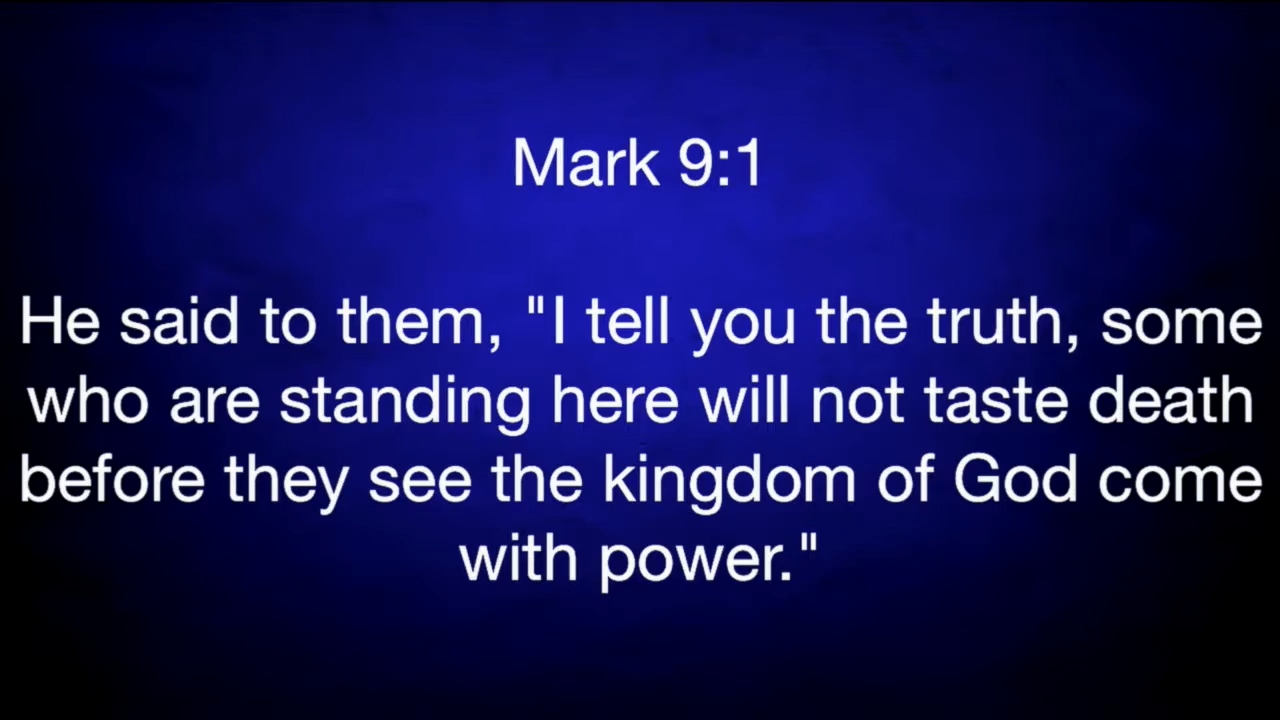 Mark 9:1
He said to them, "I tell you the truth, some
who are standing here will not taste death
before they see the kingdom of God come
with power."